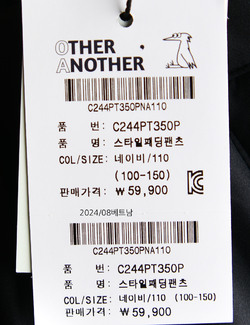 OTHER
ANOTHER
C244PT350PNA110
품 번: C244PT350P
품 명: 스타일패딩팬츠
COL/SIZE: 네이비/110
(100-150)
판매가격: ₩59,900
2024/08베트남
C244PT350PNA110
품 번: C244PT350P
품 명: 스타일패딩팬츠
COL/SIZE: 네이비/110 (100-150)
판매가격: ₩59,900